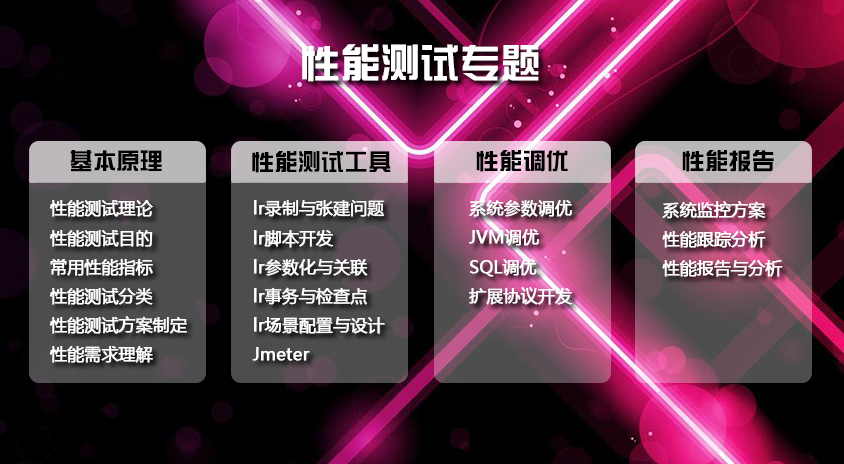 性能测试专题
基本原理
性能测试理论
性能测试目的
常用性能指标
性能测试分类
性能测试方案制定
性能需求理解
性能测试工具
lr录制与张建问题
lr脚本开发
lr参数化与关联
lr事务与检查点
lr场景配置与设计
Jmeter
性能调优
系统参数调优
JVM调优
SQL调优
扩展协议开发
性能报告
系统监控方案
性能跟踪分析
性能报告与分析